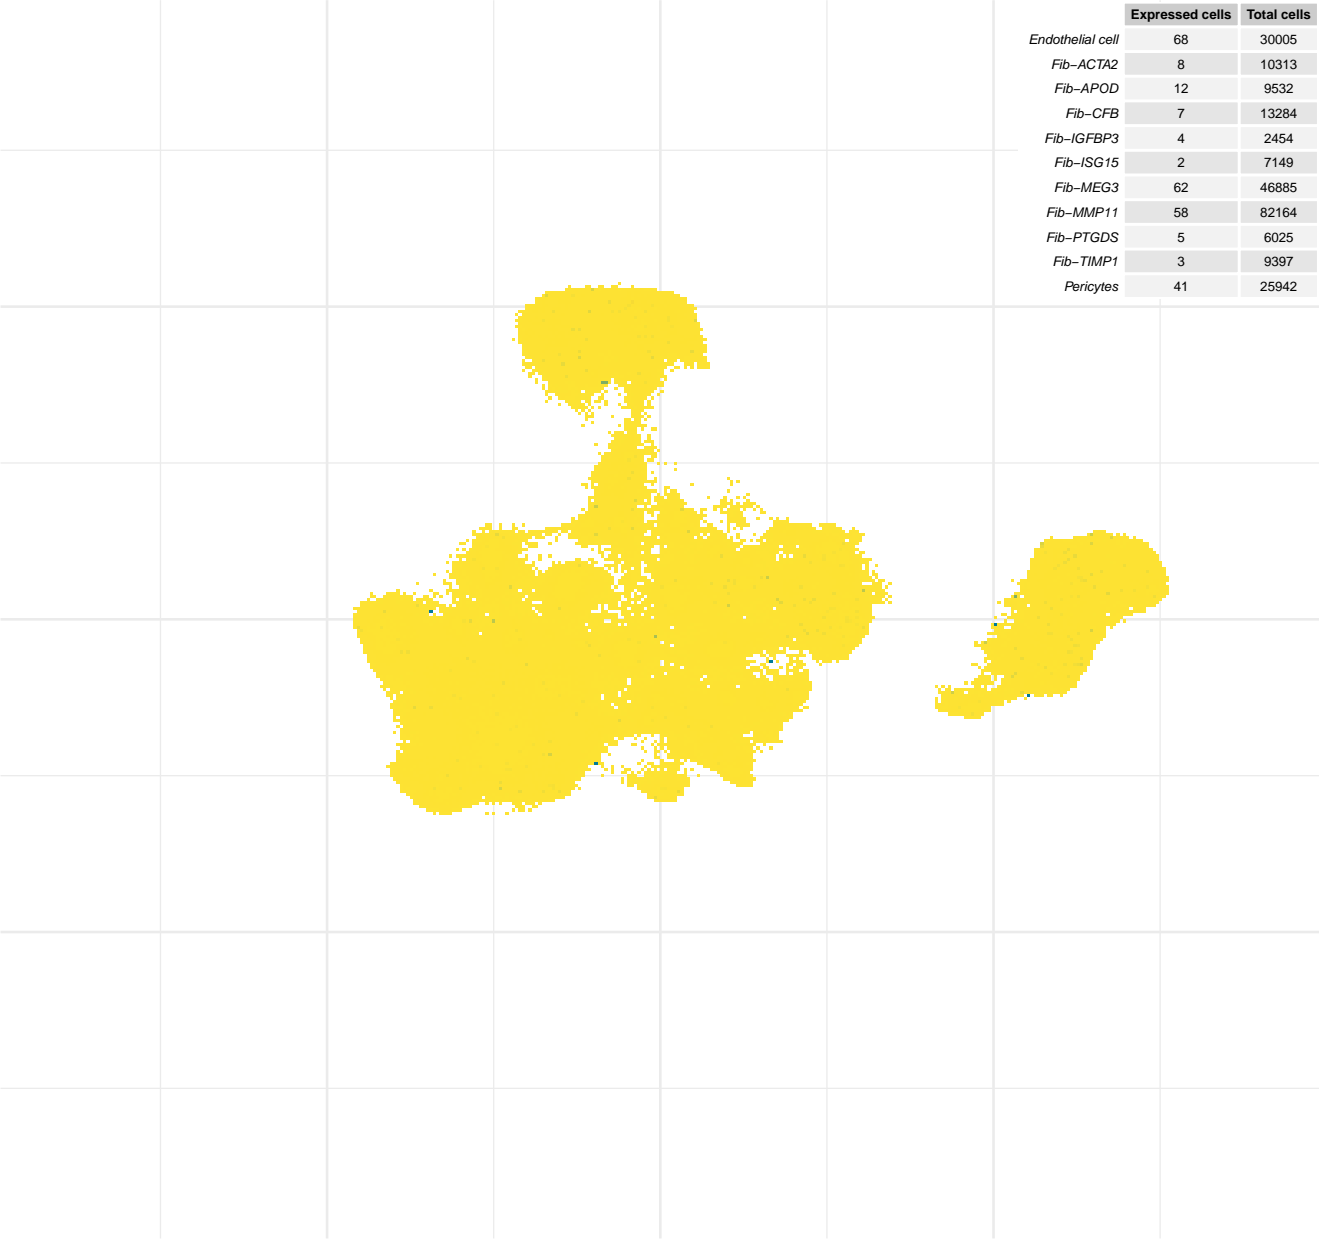 Expressed cells Total cells
Endothelial cell 68 30005
Fib−ACTA2 8 10313
Fib−APOD 12 9532
Fib−CFB 7 13284
Fib−IGFBP3 4 2454
Fib−ISG15 2 7149
Fib−MEG3 62 46885
Fib−MMP11 58 82164
Fib−PTGDS 5 6025
Fib−TIMP1 3 9397
Pericytes 41 25942